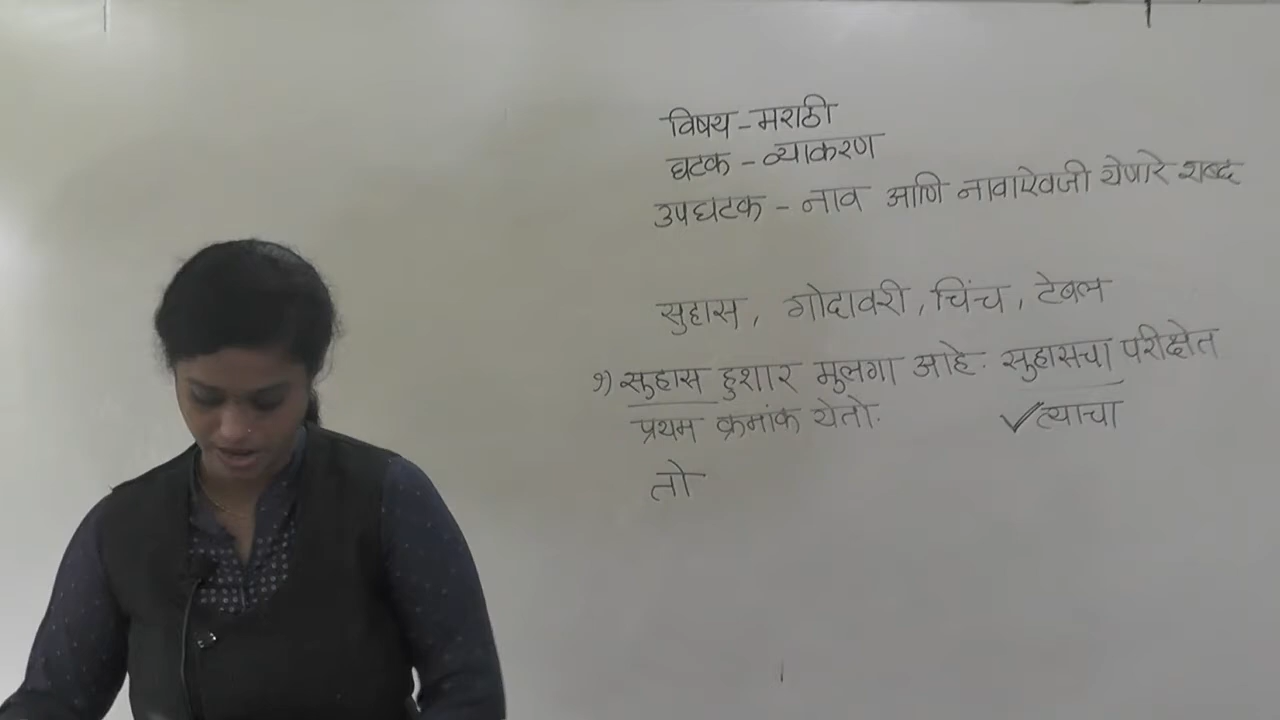 विषय - मराठी
घटक - व्याकरण
उपघटक - नाव आणि नावाऐवजी येणारे शब्द
सुहास, गोदावरी, चिंच, टेबल
१) सुहास हुशार मुलगा आहे. सुहासचा परीक्षेत
प्रथम क्रमांक येतो. ✓त्याचा
तो